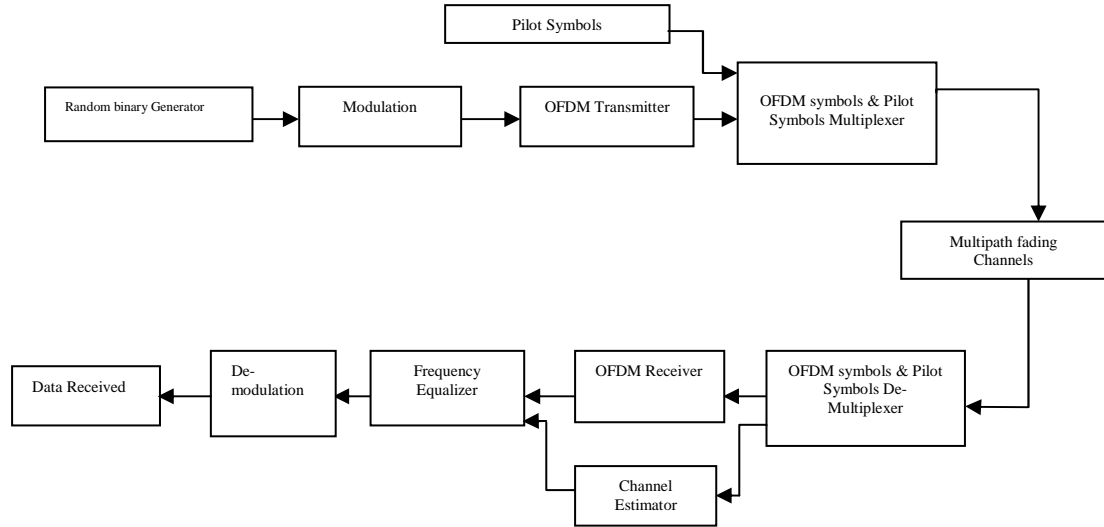 Pilot Symbols
Random binary Generator
Modulation
OFDM Transmitter
OFDM symbols & Pilot
Symbols Multiplexer
Multipath fading
Channels
Data Received
De-
modulation
Frequency
Equalizer
OFDM Receiver
OFDM symbols & Pilot
Symbols De-
Multiplexer
Channel
Estimator